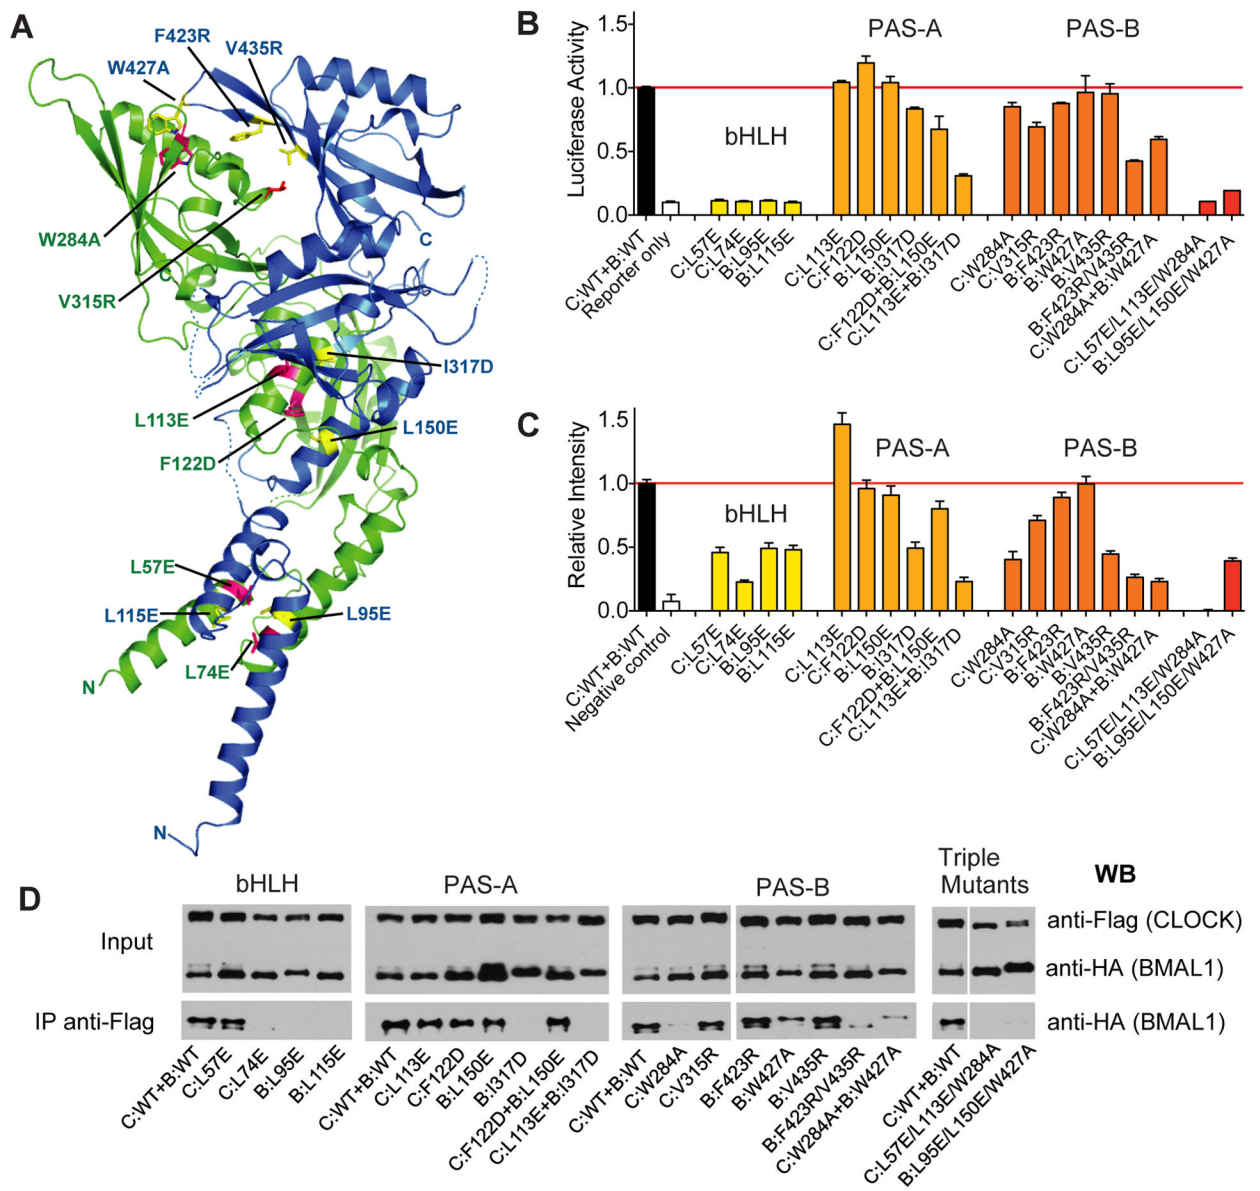 A
F423R
V435R
W427A
W284A
V315R
C
C
I317D
L113E
L150E
F122D
L57E
L115E
L95E
L74E
N
N
B
PAS-A
PAS-B
bHLH
Luciferase Activity
1.5
1.0
0.5
0.0
C:WT+B:WT
Reporter only
C:L57E
C:L74E
B:L95E
B:L115E
C:L113E
C:F122D
B:L150E
B:I317D
C:F122D+B:L150E
C:L113E+B:I317D
C:W284A
C:V315R
B:F423R
B:W427A
B:V435R
B:F423R/V435R
C:W284A+B:W427A
C:L57E/L113E/W284A
B:L95E/L150E/W427A
C
PAS-A
PAS-B
bHLH
Relative Intensity
1.5
1.0
0.5
0.0
C:WT+B:WT
Negative control
C:L57E
C:L74E
B:L95E
B:L115E
C:L113E
C:F122D
B:L150E
B:I317D
C:F122D+B:L150E
C:L113E+B:I317D
C:W284A
C:V315R
B:F423R
B:W427A
B:V435R
B:F423R/V435R
C:W284A+B:W427A
C:L57E/L113E/W284A
B:L95E/L150E/W427A
D
bHLH
PAS-A
PAS-B
Triple
Mutants
WB
Input
anti-Flag (CLOCK)
anti-HA (BMAL1)
IP anti-Flag
anti-HA (BMAL1)
C:WT+B:WT
C:L57E
C:L74E
B:L95E
B:L115E
C:WT+B:WT
C:L113E
C:F122D
B:L150E
B:I317D
C:F122D+B:L150E
C:L113E+B:I317D
C:WT+B:WT
C:W284A
C:V315R
B:F423R
B:W427A
B:V435R
B:F423R/V435R
C:W284A+B:W427A
C:WT+B:WT
C:L57E/L113E/W284A
B:L95E/L150E/W427A